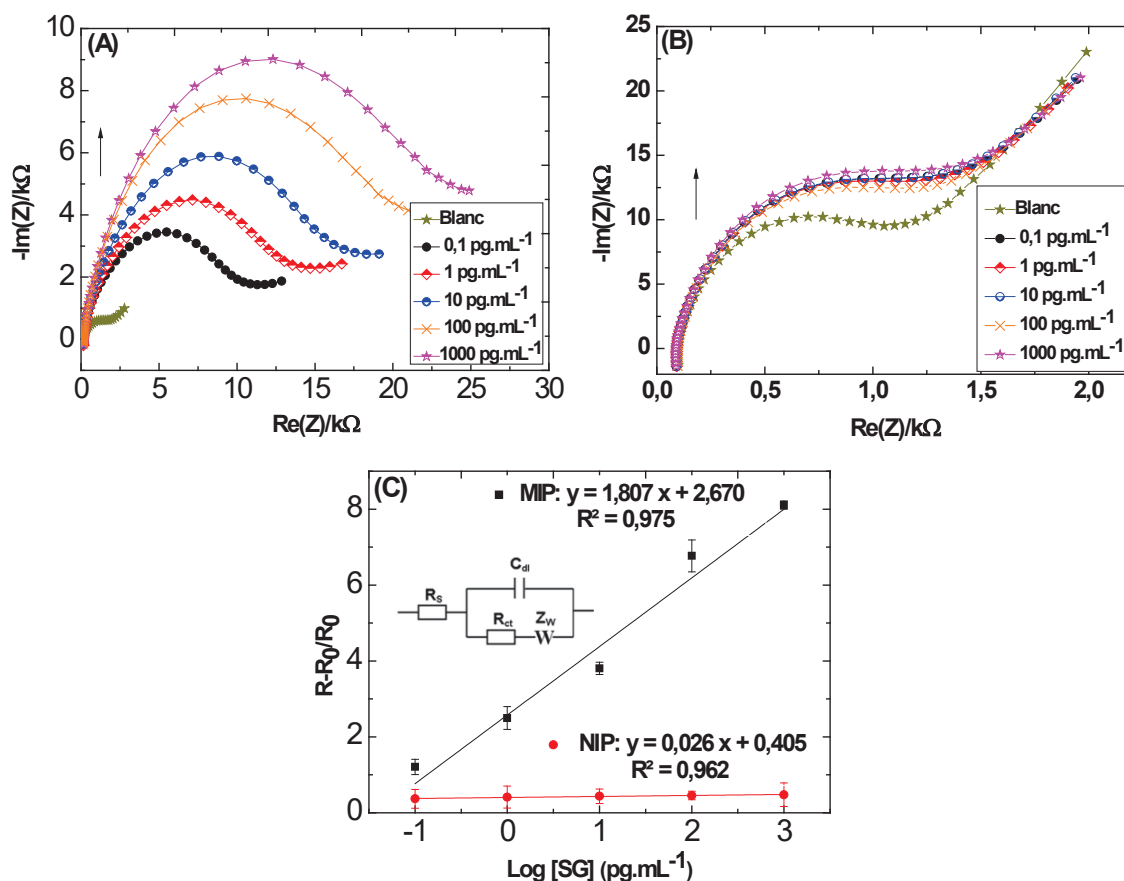 (A)
-Im(Z)/kΩ
10
8
6
4
2
0
0 5 10 15 20 25 30
Re(Z)/kΩ
Blanc
0,1 pg.mL⁻¹
1 pg.mL⁻¹
10 pg.mL⁻¹
100 pg.mL⁻¹
1000 pg.mL⁻¹
(B)
-Im(Z)/kΩ
25
20
15
10
5
0
0,0 0,5 1,0 1,5 2,0
Re(Z)/kΩ
Blanc
0,1 pg.mL⁻¹
1 pg.mL⁻¹
10 pg.mL⁻¹
100 pg.mL⁻¹
1000 pg.mL⁻¹
(C)
MIP: y = 1,807 x + 2,670
R² = 0,975
R-R₀/R₀
8
6
4
2
0
Cdl
RS
Rct ZW
W
NIP: y = 0,026 x + 0,405
R² = 0,962
-1 0 1 2 3
Log [SG] (pg.mL⁻¹)